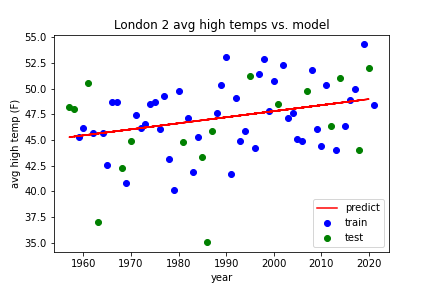 London 2 avg high temps vs. model
55.0
52.5
50.0
47.5
45.0
42.5
40.0
37.5
35.0
avg high temp (F)
predict
train
test
1960 1970 1980 1990 2000 2010 2020
year